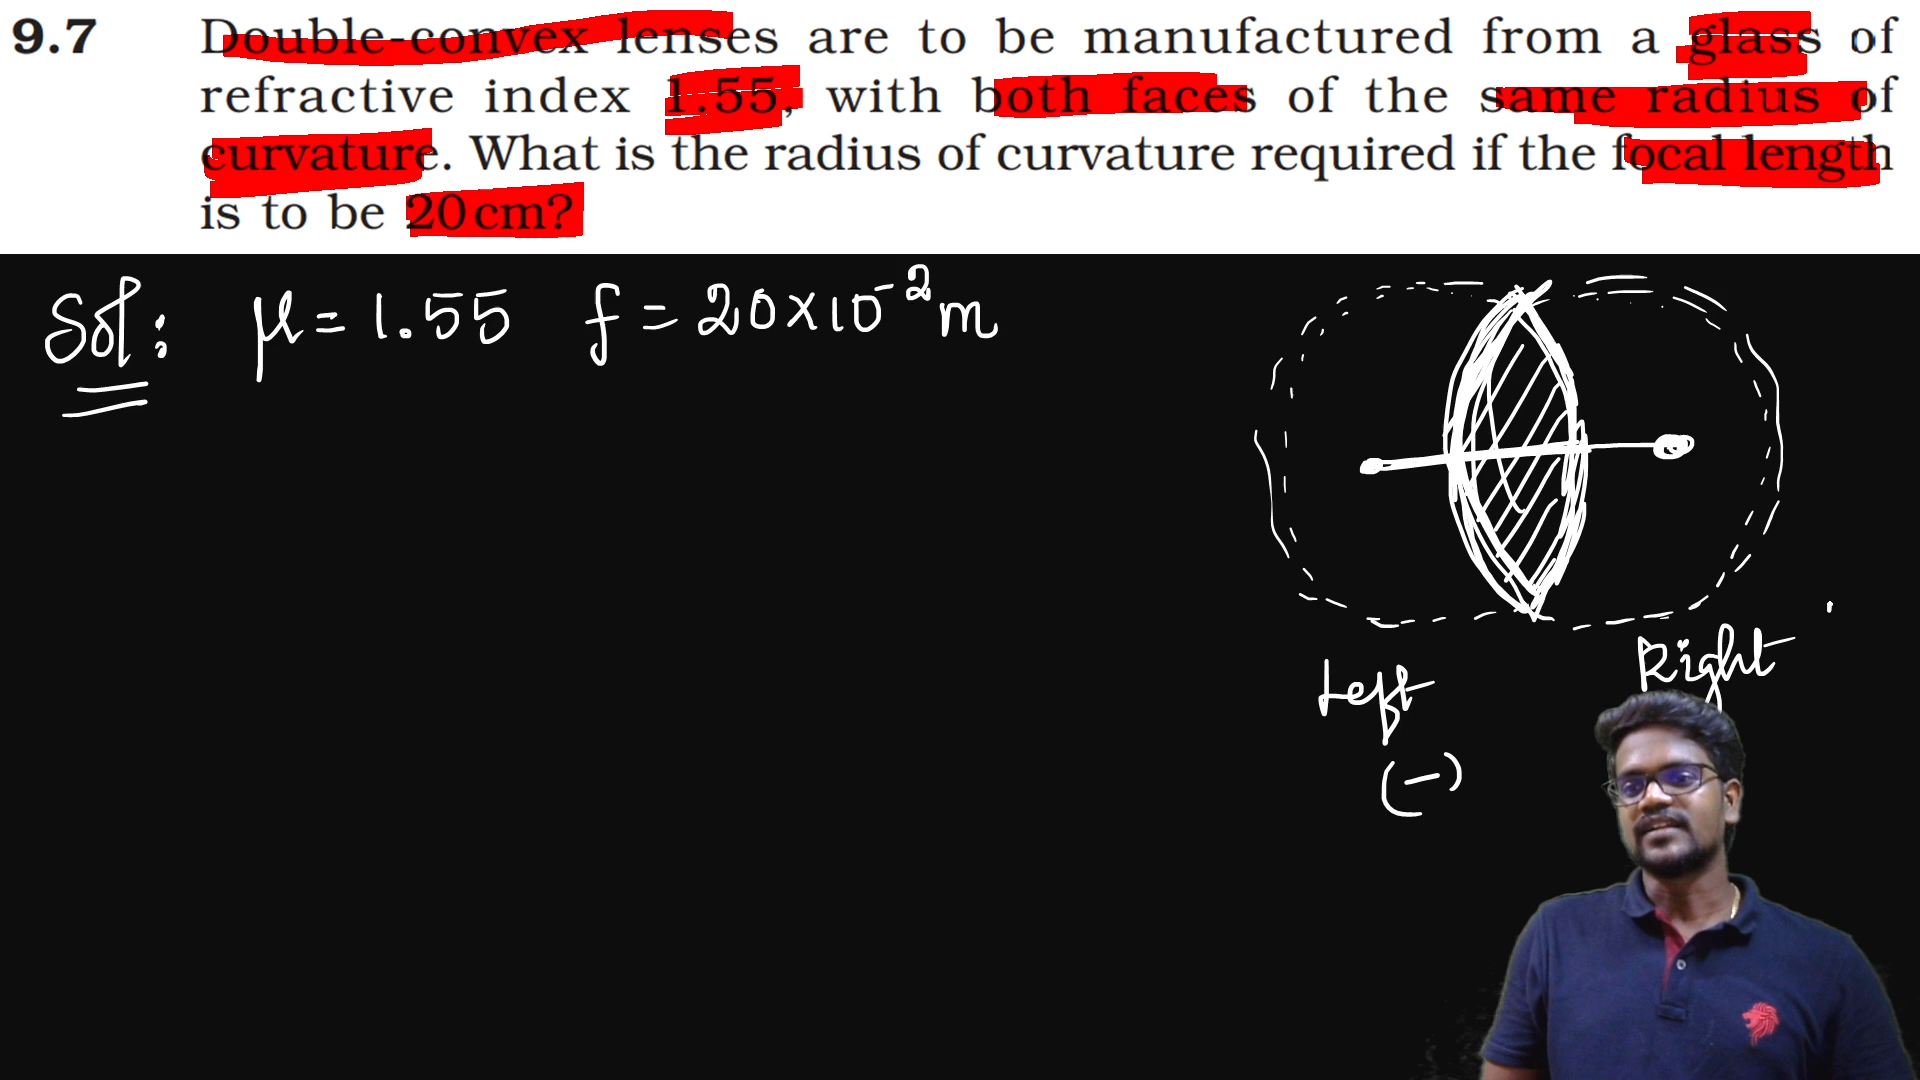 9.7 Double-convex lenses are to be manufactured from a glass of
refractive index 1.55, with both faces of the same radius of
curvature. What is the radius of curvature required if the focal length
is to be 20 cm?
Sol: μ = 1.55 f = 20×10⁻² m
Left Right
(−)